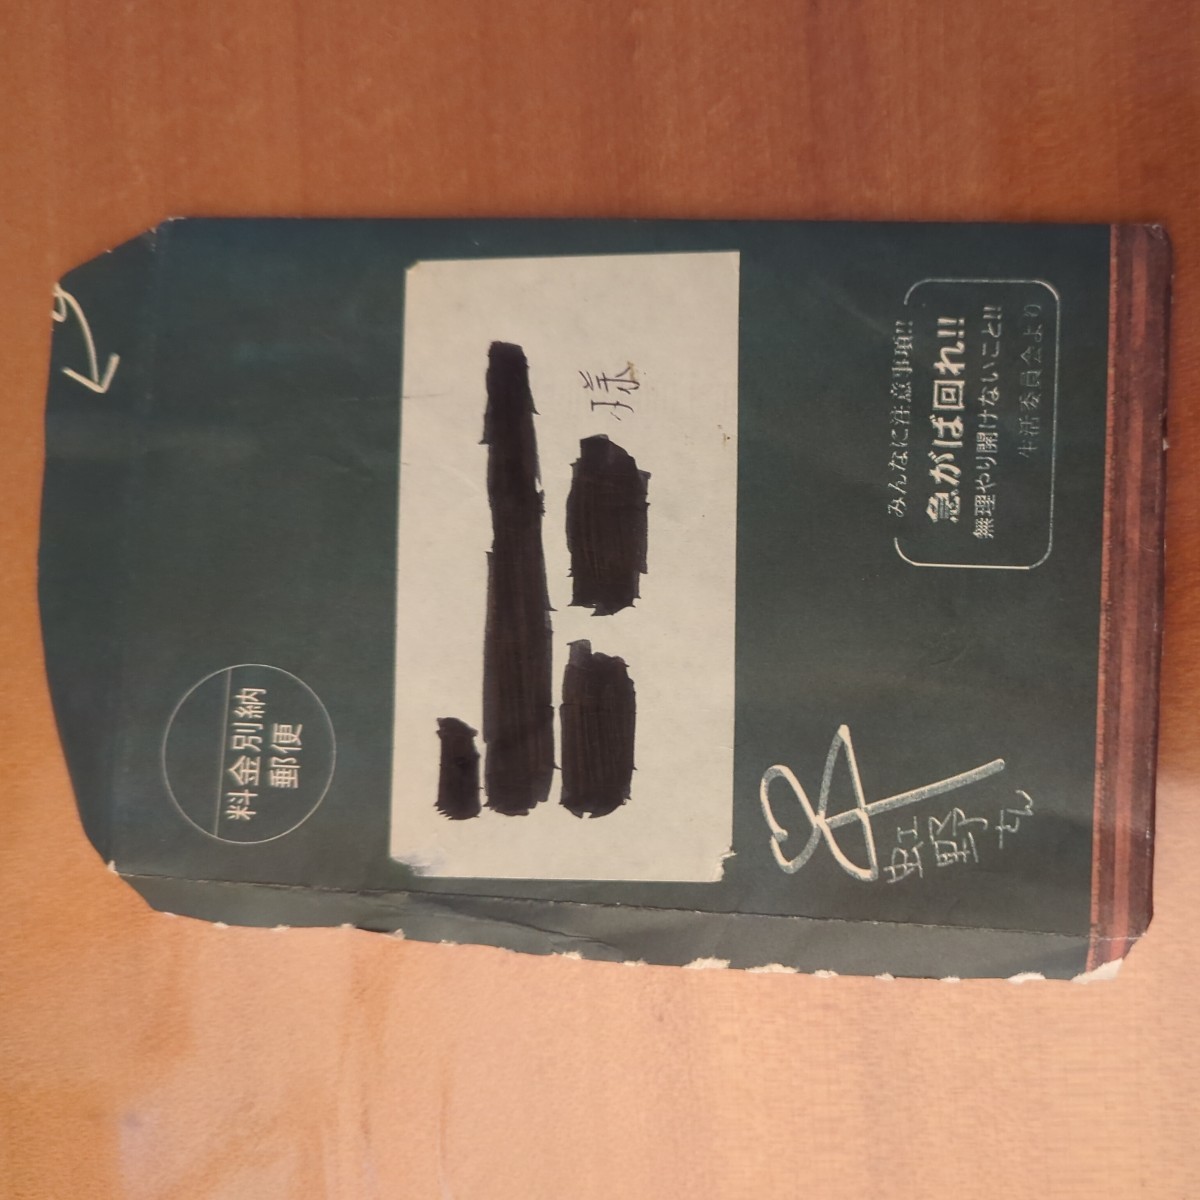 料金別納
郵便
様
みんなに注意事項!!
急がば回れ!!
無理やり開けないこと!!
生活委員会より
虹野
さん